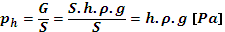 p_h = G/S = S.h.ρ.g/S = h.ρ.g [Pa]